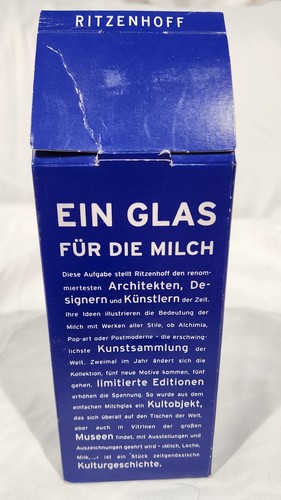 RITZENHOFF
EIN GLAS
FÜR DIE MILCH
Diese Aufgabe stellt Ritzenhoff den renom-
miertesten Architekten, De-
signern und Künstlern der Zeit.
Ihre Ideen illustrieren die Bedeutung der
Milch mit Werken aller Stile, ob Alchimia,
Pop-art oder Postmoderne - die erschwing-
lichste Kunstsammlung der
Welt. Zweimal im Jahr ändert sich die
Kollektion, fünf neue Motive kommen, fünf
gehen, limitierte Editionen
erhöhen die Spannung. So wurde aus dem
einfachen Milchglas ein Kultobjekt,
das sich überall auf den Tischen der Welt,
aber auch in Vitrinen der großen
Museen findet, mit Ausstellungen und
Auszeichnungen geehrt wird - »Milch, Locke,
Milk...« ist ein Stück zeitgenössische
Kulturgeschichte.